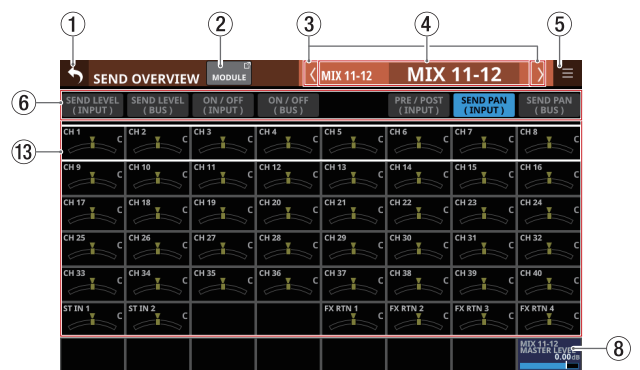 1 2 3 4 5
SEND OVERVIEW MODULE MIX 11-12 MIX 11-12
6
SEND LEVEL SEND LEVEL ON / OFF ON / OFF PRE / POST SEND PAN SEND PAN
( INPUT ) ( BUS ) ( INPUT ) ( BUS ) ( INPUT ) ( INPUT ) ( BUS )
13
CH 1 C CH 2 C CH 3 C CH 4 C CH 5 C CH 6 C CH 7 C CH 8 C
CH 9 C CH 10 C CH 11 C CH 12 C CH 13 C CH 14 C CH 15 C CH 16 C
CH 17 C CH 18 C CH 19 C CH 20 C CH 21 C CH 22 C CH 23 C CH 24 C
CH 25 C CH 26 C CH 27 C CH 28 C CH 29 C CH 30 C CH 31 C CH 32 C
CH 33 C CH 34 C CH 35 C CH 36 C CH 37 C CH 38 C CH 39 C CH 40 C
ST IN 1 C ST IN 2 C FX RTN 1 C FX RTN 2 C FX RTN 3 C FX RTN 4 C
MIX 11-12
MASTER LEVEL
0.00dB
8